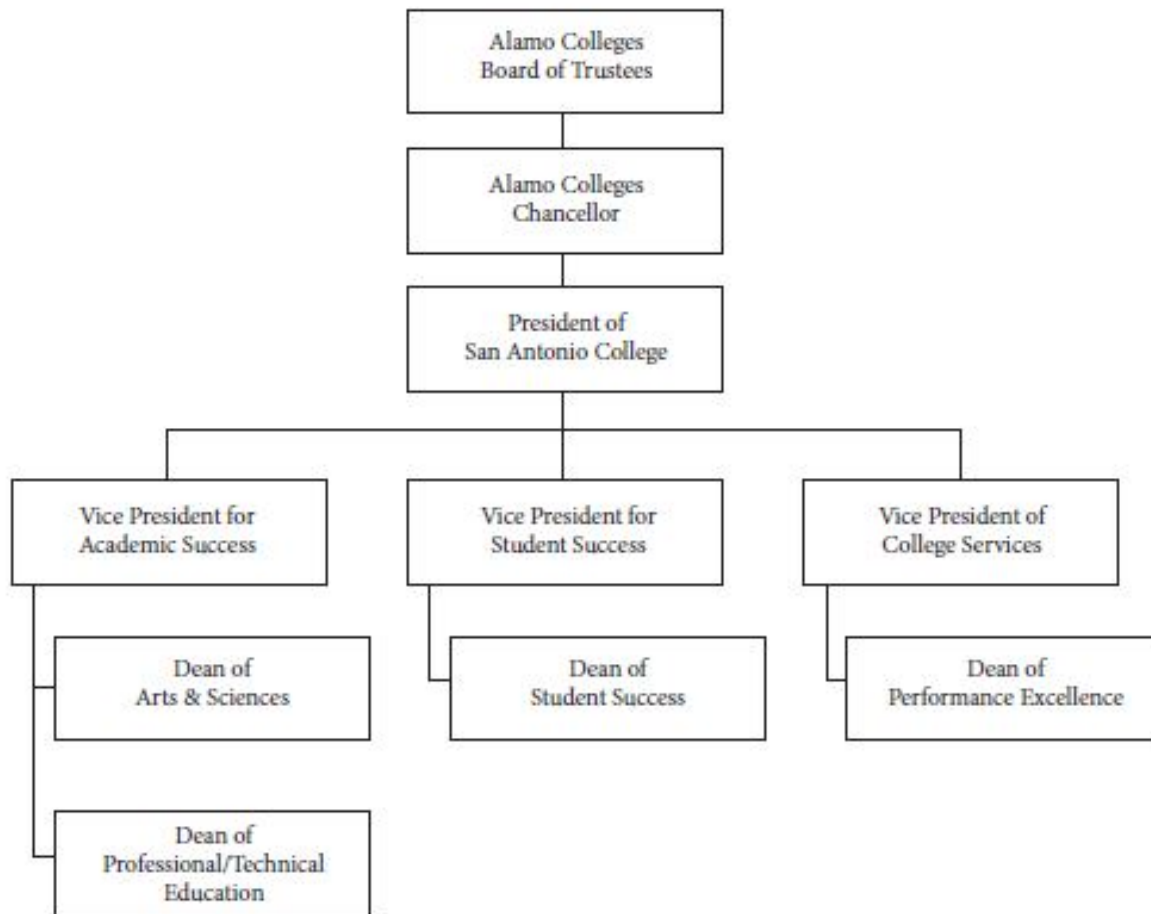 Alamo Colleges
Board of Trustees
Alamo Colleges
Chancellor
President of
San Antonio College
Vice President for
Academic Success
Vice President for
Student Success
Vice President of
College Services
Dean of
Arts & Sciences
Dean of
Student Success
Dean of
Performance Excellence
Dean of
Professional/Technical
Education